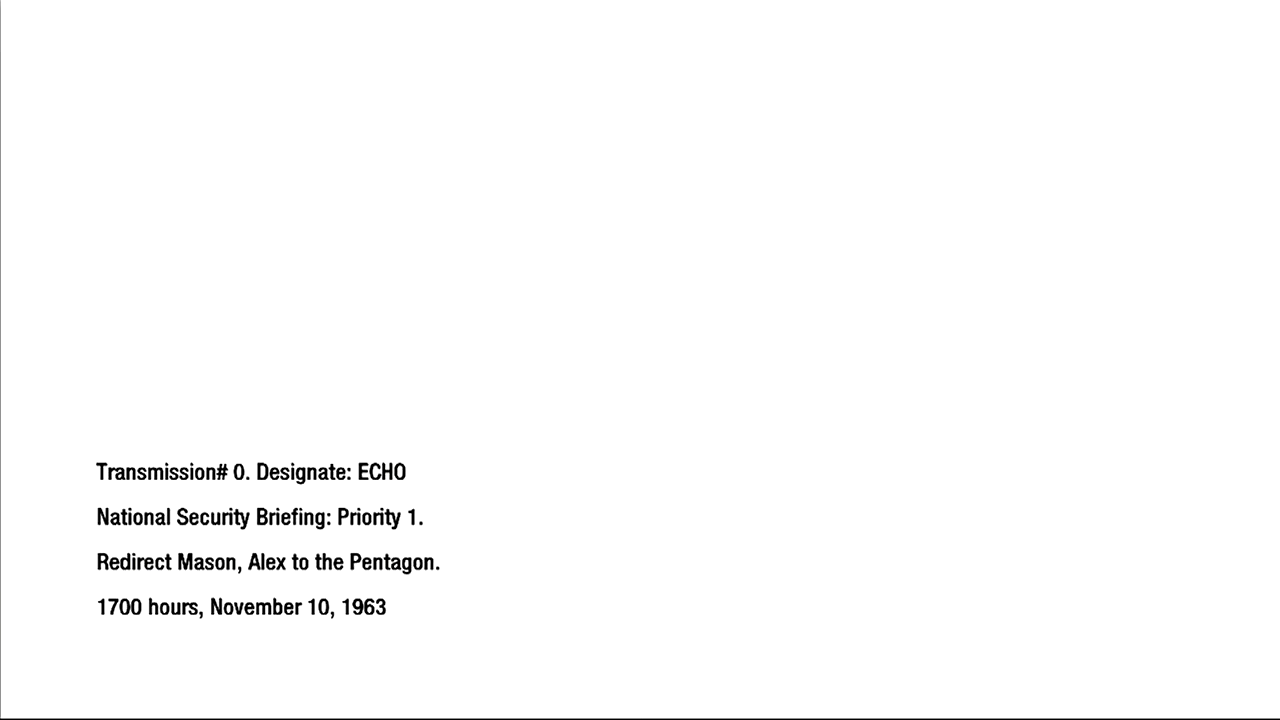 Transmission# 0. Designate: ECHO
National Security Briefing: Priority 1.
Redirect Mason, Alex to the Pentagon.
1700 hours, November 10, 1963